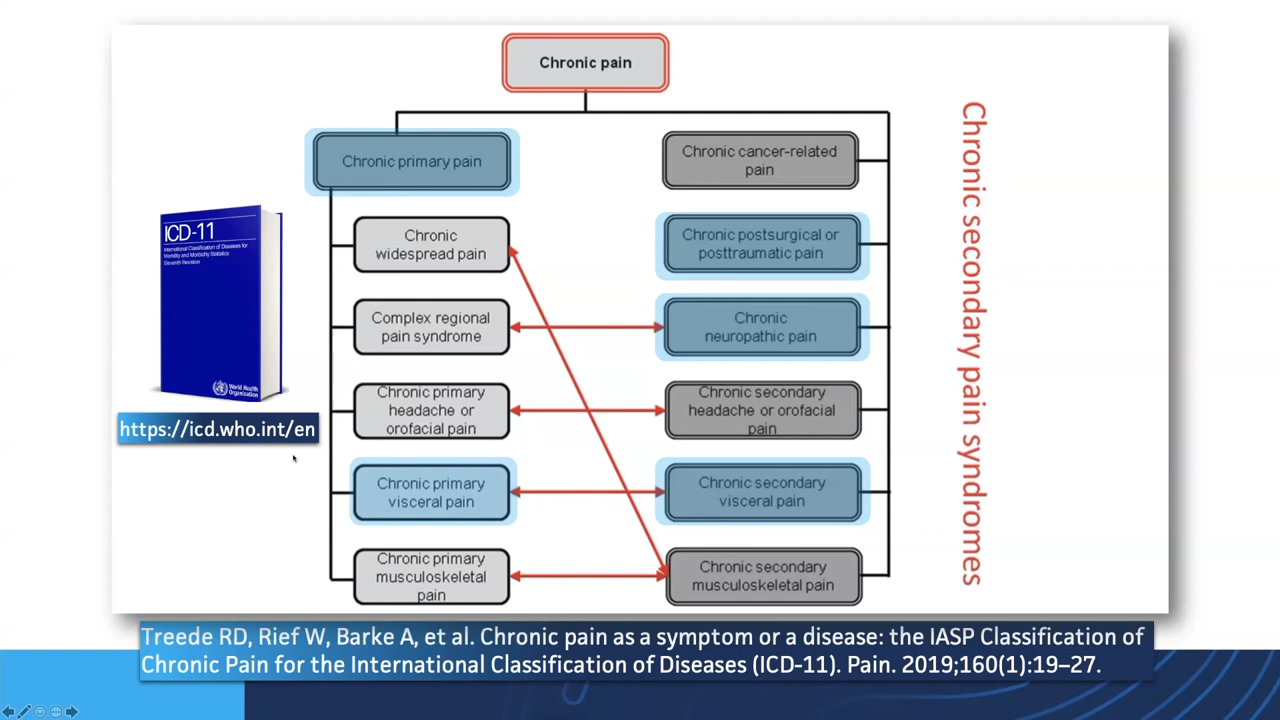 Chronic pain
Chronic primary pain
Chronic
widespread pain
Complex regional
pain syndrome
Chronic primary
headache or
orofacial pain
Chronic primary
visceral pain
Chronic primary
musculoskeletal
pain
Chronic cancer-related
pain
Chronic postsurgical or
posttraumatic pain
Chronic
neuropathic pain
Chronic secondary
headache or orofacial
pain
Chronic secondary
visceral pain
Chronic secondary
musculoskeletal pain
Chronic secondary pain syndromes
ICD-11
International Classification of Diseases for
Mortality and Morbidity Statistics
Eleventh Revision
World Health
Organization
https://icd.who.int/en
Treede RD, Rief W, Barke A, et al. Chronic pain as a symptom or a disease: the IASP Classification of
Chronic Pain for the International Classification of Diseases (ICD-11). Pain. 2019;160(1):19–27.